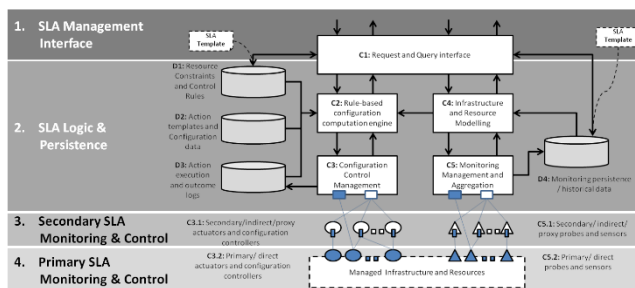 1. SLA Management
Interface
SLA
Template
SLA
Template
C1: Request and Query interface
D1: Resource
Constraints
and Control
Rules
2. SLA Logic &
Persistence
C2: Rule-based
configuration
computation engine
C4: Infrastructure
and Resource
Modelling
D2: Action
templates and
Configuration
data
D3: Action
execution
and outcome
logs
C3: Configuration
Control
Management
C5: Monitoring
Management and
Aggregation
D4: Monitoring persistence
/ historical data
3. Secondary SLA
Monitoring & Control
C3.1: Secondary/indirect/proxy
actuators and configuration
controllers
C5.1: Secondary/ indirect/
proxy probes and sensors
4. Primary SLA
Monitoring & Control
C3.2: Primary/ direct
actuators and configuration
controllers
Managed Infrastructure and Resources
C5.2: Primary/ direct
probes and sensors